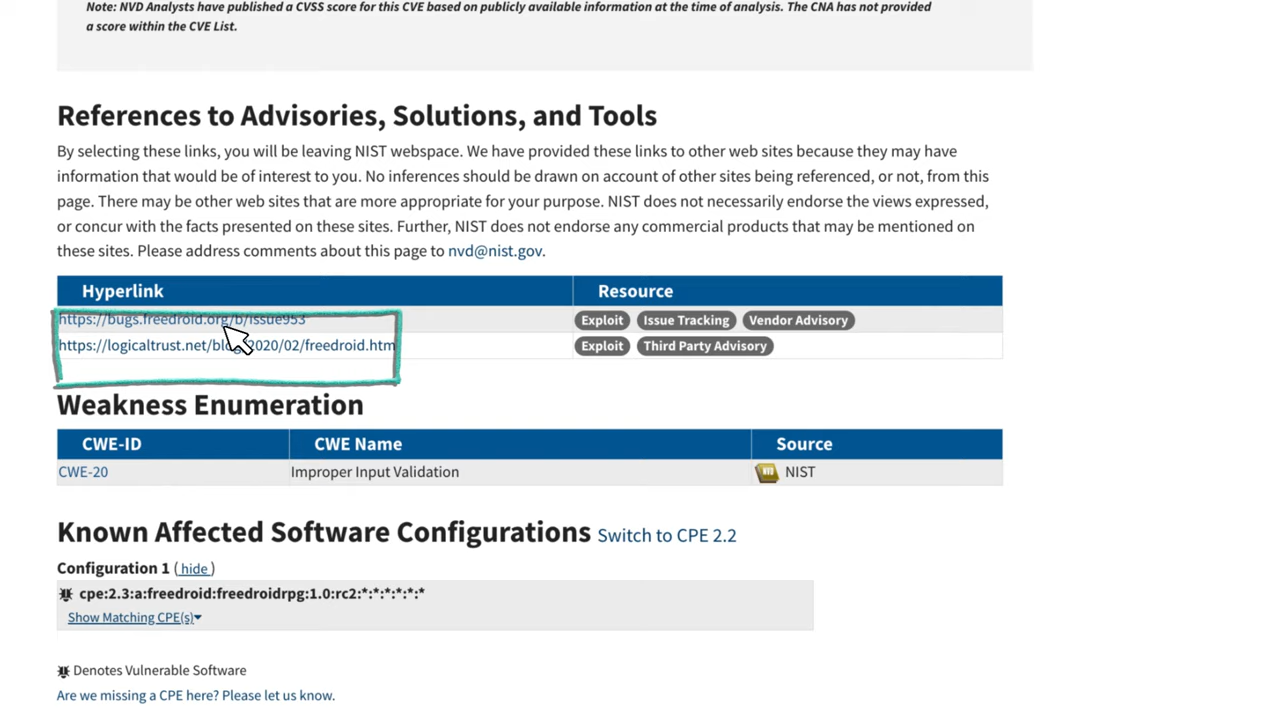 Note: NVD Analysts have published a CVSS score for this CVE based on publicly available information at the time of analysis. The CNA has not provided
a score within the CVE List.
References to Advisories, Solutions, and Tools
By selecting these links, you will be leaving NIST webspace. We have provided these links to other web sites because they may have
information that would be of interest to you. No inferences should be drawn on account of other sites being referenced, or not, from this
page. There may be other web sites that are more appropriate for your purpose. NIST does not necessarily endorse the views expressed,
or concur with the facts presented on these sites. Further, NIST does not endorse any commercial products that may be mentioned on
these sites. Please address comments about this page to nvd@nist.gov.
Hyperlink Resource
https://bugs.freedroid.org/b/issue953 Exploit Issue Tracking Vendor Advisory
https://logicaltrust.net/blog/2020/02/freedroid.htm Exploit Third Party Advisory
Weakness Enumeration
CWE-ID CWE Name Source
CWE-20 Improper Input Validation NIST
Known Affected Software Configurations Switch to CPE 2.2
Configuration 1 ( hide )
cpe:2.3:a:freedroid:freedroidrpg:1.0:rc2:*:*:*:*:*:*
Show Matching CPE(s)
Denotes Vulnerable Software
Are we missing a CPE here? Please let us know.